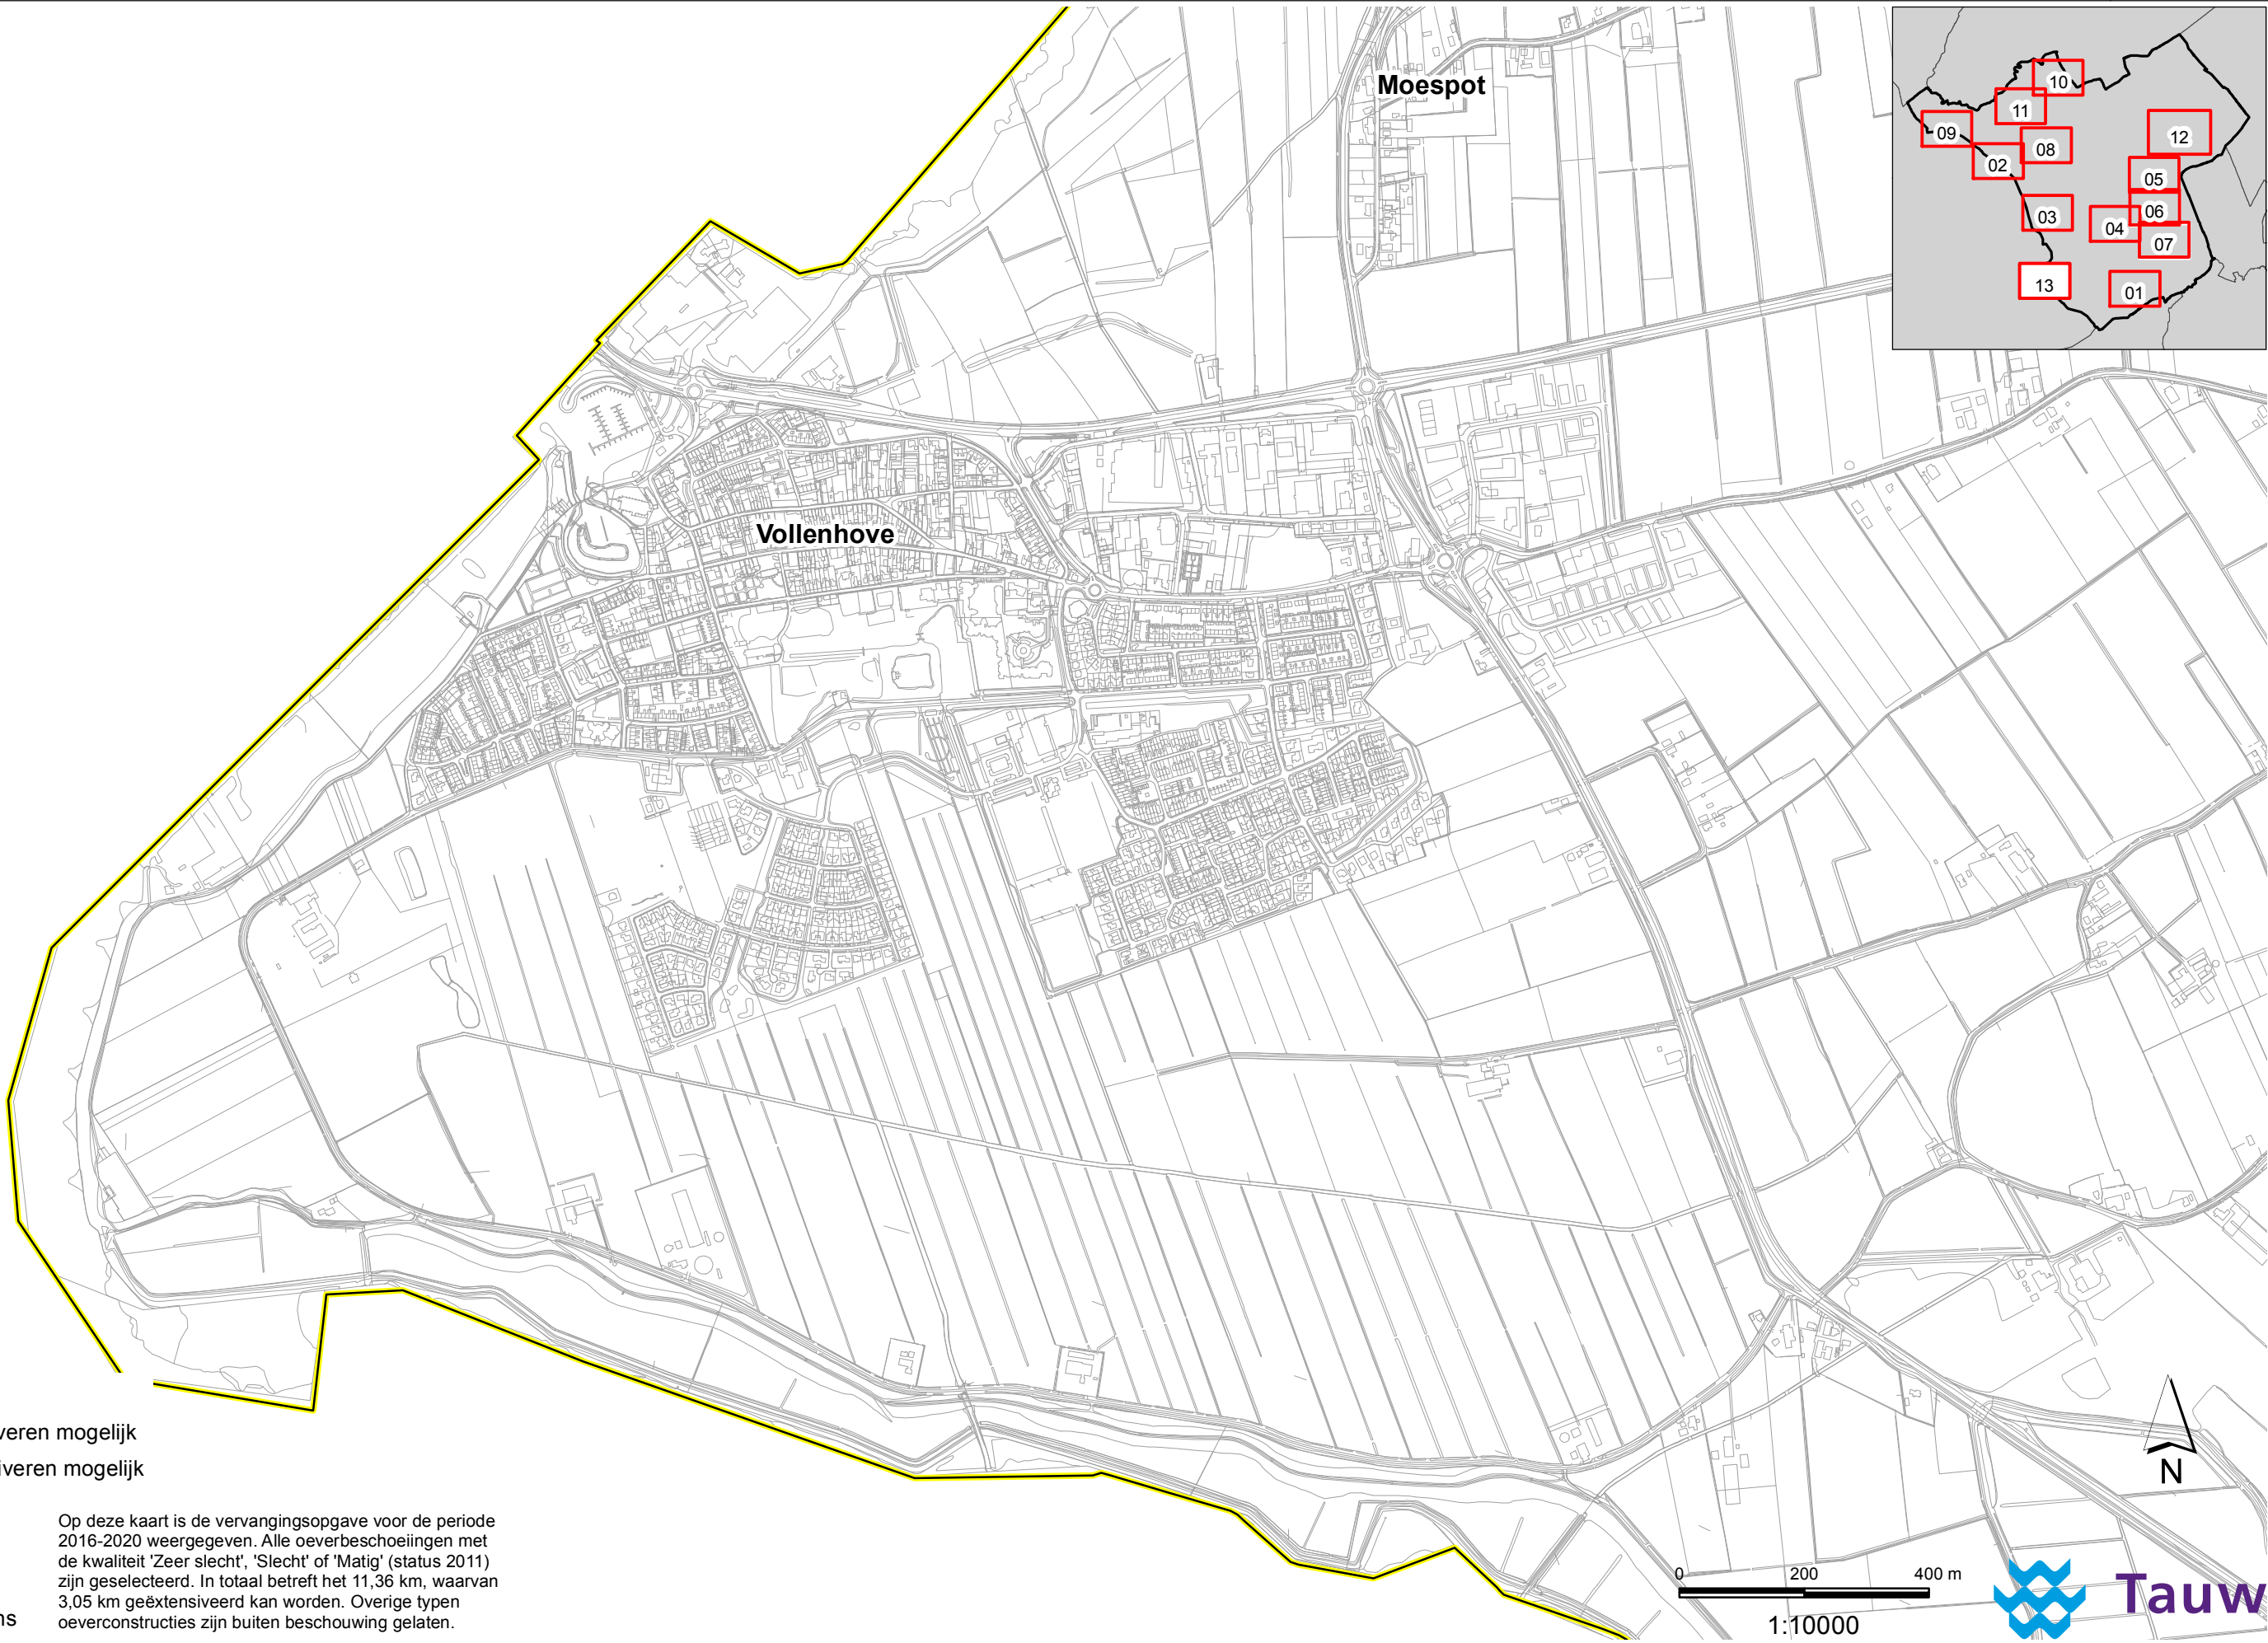 Moespot
10
11
09
12
08
02
05
03
06
04
07
13
01
Vollenhove
veren mogelijk
iveren mogelijk
Op deze kaart is de vervangingsopgave voor de periode
2016-2020 weergegeven. Alle oeverbeschoeiingen met
de kwaliteit 'Zeer slecht', 'Slecht' of 'Matig' (status 2011)
zijn geselecteerd. In totaal betreft het 11,36 km, waarvan
3,05 km geëxtensiveerd kan worden. Overige typen
oeverconstructies zijn buiten beschouwing gelaten.
ns
N
0 200 400 m
1:10000
Tauw